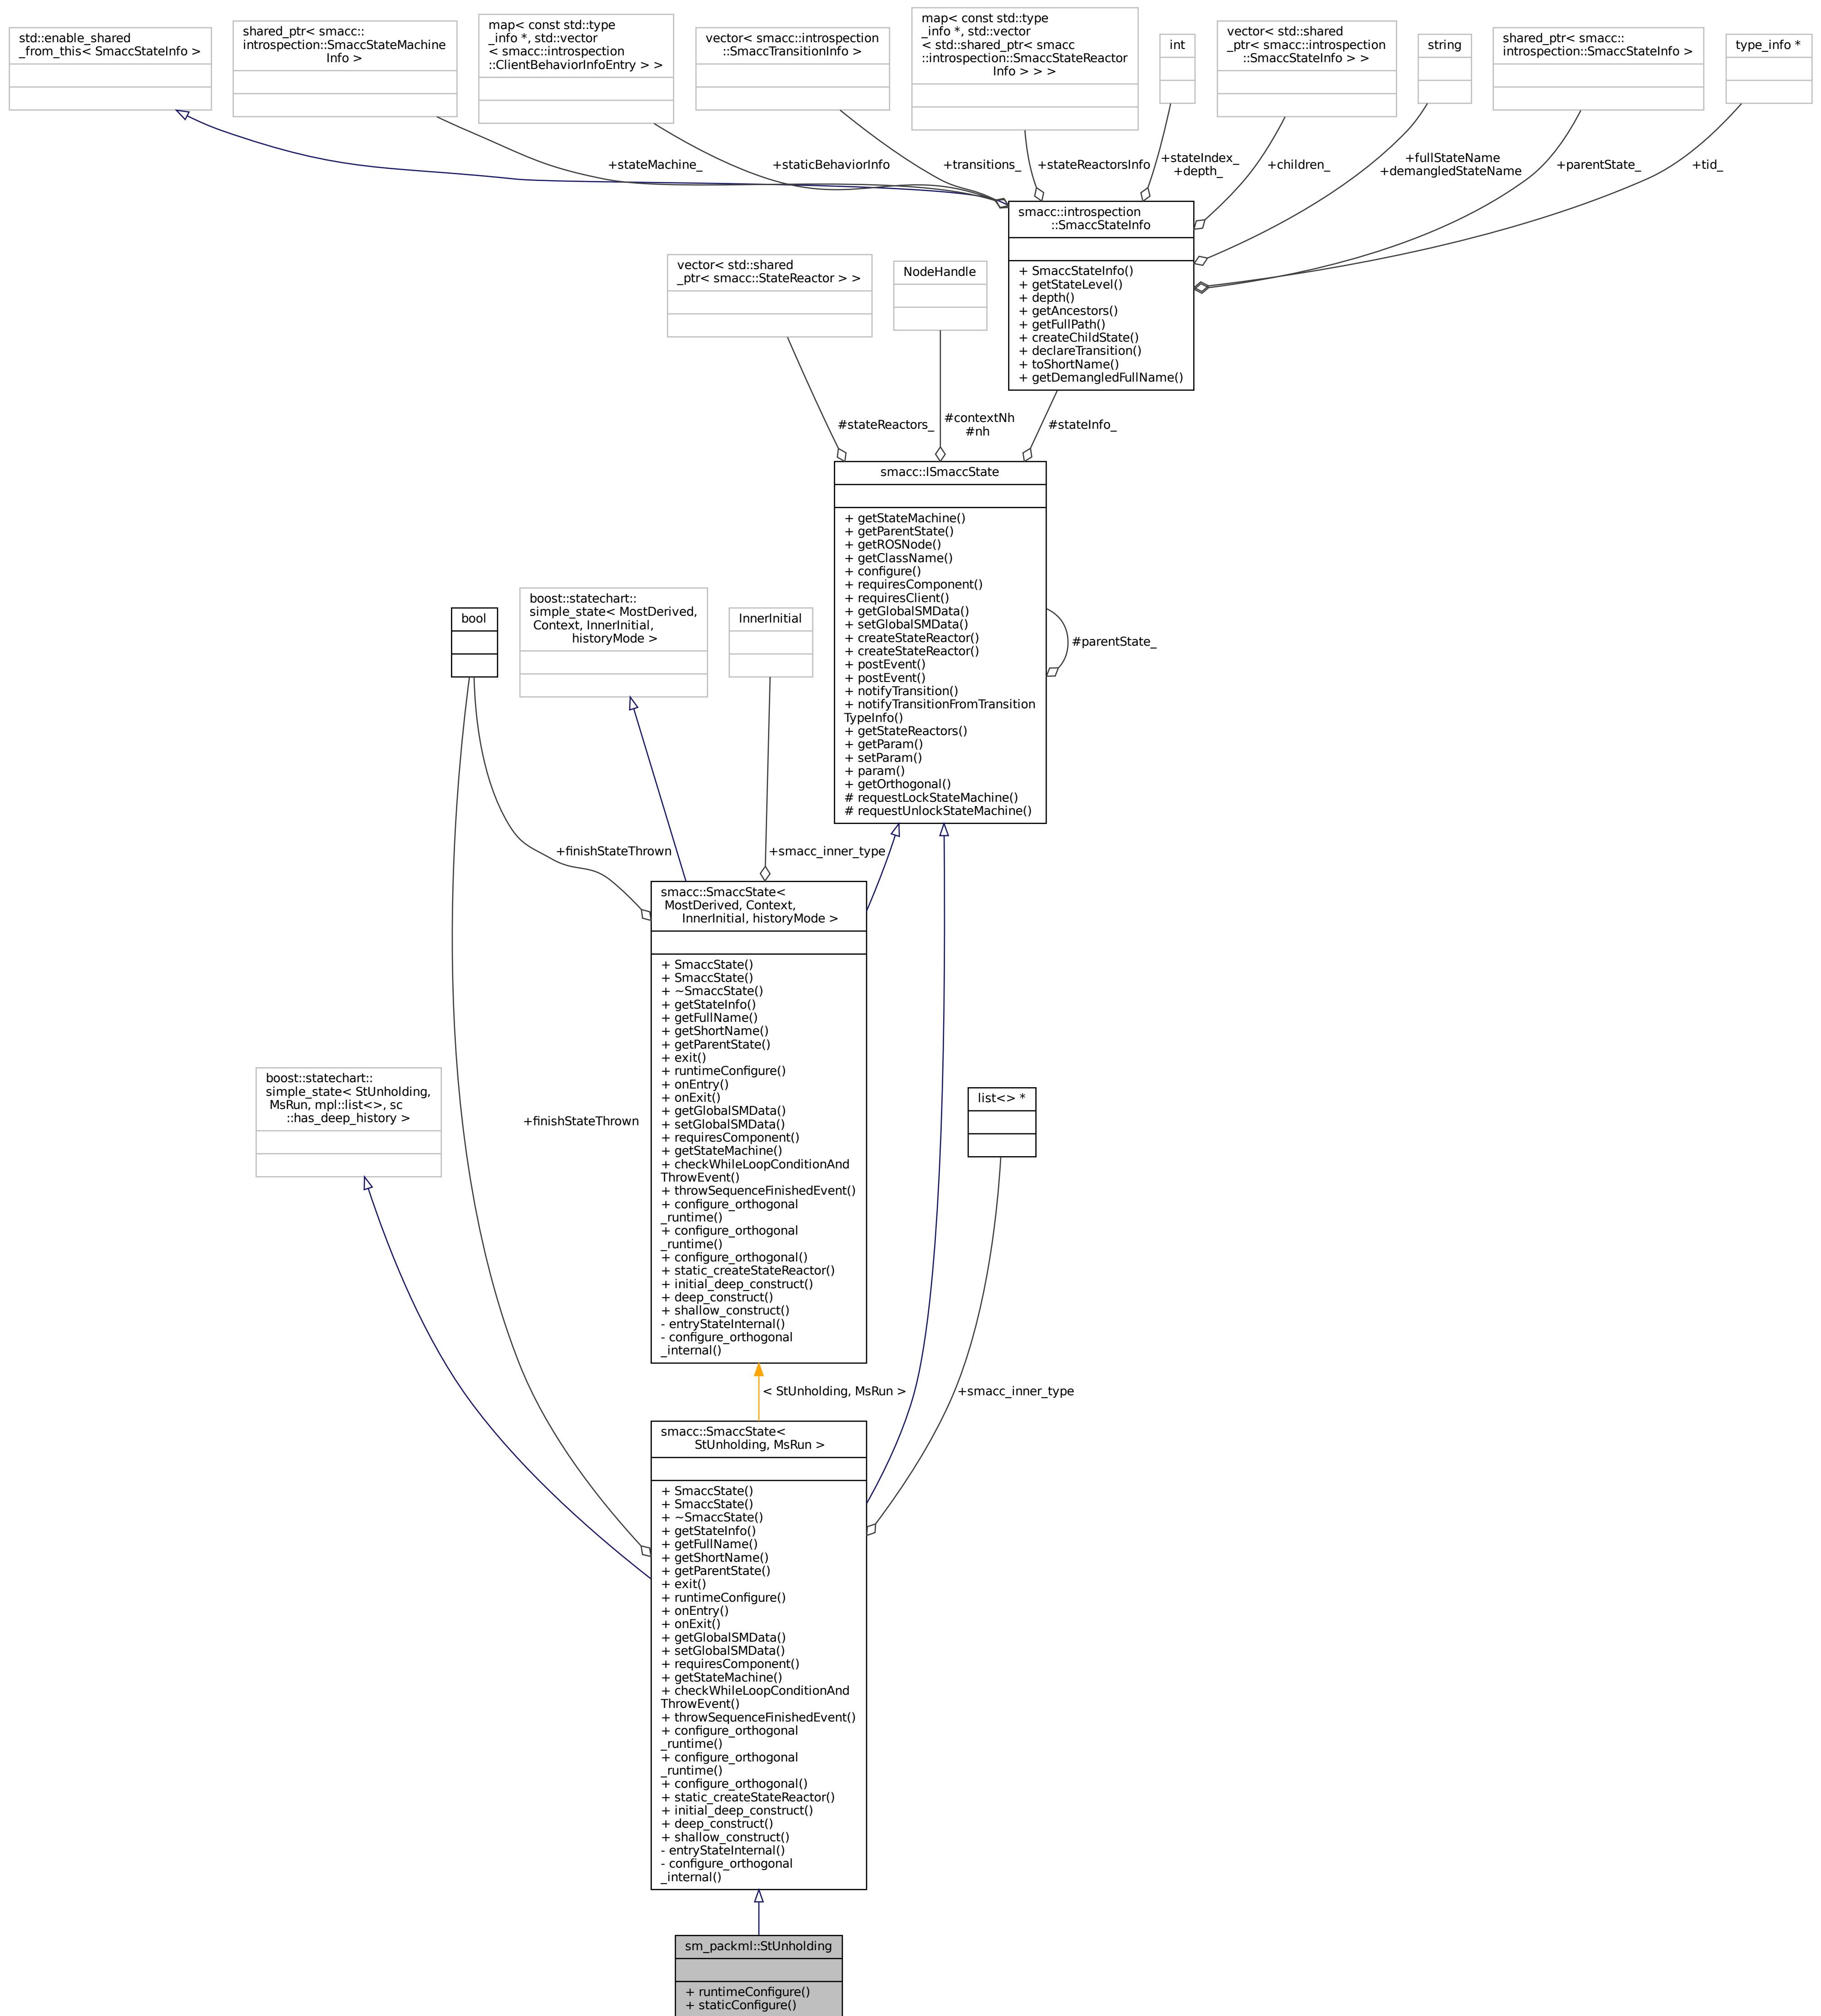 std::enable_shared
_from_this< SmaccStateInfo >
shared_ptr< smacc::
introspection::SmaccStateMachine
Info >
map< const std::type
_info *, std::vector
< smacc::introspection
::ClientBehaviorInfoEntry > >
vector< smacc::introspection
::SmaccTransitionInfo >
map< const std::type
_info *, std::vector
< std::shared_ptr< smacc
::introspection::SmaccStateReactor
Info > > >
int
vector< std::shared
_ptr< smacc::introspection
::SmaccStateInfo > >
string
shared_ptr< smacc::
introspection::SmaccStateInfo >
type_info *
+stateMachine_
+staticBehaviorInfo
+transitions_
+stateReactorsInfo
+stateIndex_
+depth_
+children_
+fullStateName
+demangledStateName
+parentState_
+tid_
smacc::introspection
::SmaccStateInfo
+ SmaccStateInfo()
+ getStateLevel()
+ depth()
+ getAncestors()
+ getFullPath()
+ createChildState()
+ declareTransition()
+ toShortName()
+ getDemangledFullName()
vector< std::shared
_ptr< smacc::StateReactor > >
NodeHandle
#stateReactors_
#contextNh
#nh
#stateInfo_
smacc::ISmaccState
+ getStateMachine()
+ getParentState()
+ getROSNode()
+ getClassName()
+ configure()
+ requiresComponent()
+ requiresClient()
+ getGlobalSMData()
+ setGlobalSMData()
+ createStateReactor()
+ createStateReactor()
+ postEvent()
+ postEvent()
+ notifyTransition()
+ notifyTransitionFromTransition
TypeInfo()
+ getStateReactors()
+ getParam()
+ setParam()
+ param()
+ getOrthogonal()
# requestLockStateMachine()
# requestUnlockStateMachine()
#parentState_
bool
boost::statechart::
simple_state< MostDerived,
Context, InnerInitial,
historyMode >
InnerInitial
+finishStateThrown
+smacc_inner_type
smacc::SmaccState<
MostDerived, Context,
InnerInitial, historyMode >
+ SmaccState()
+ SmaccState()
+ ~SmaccState()
+ getStateInfo()
+ getFullName()
+ getShortName()
+ getParentState()
+ exit()
+ runtimeConfigure()
+ onEntry()
+ onExit()
+ getGlobalSMData()
+ setGlobalSMData()
+ requiresComponent()
+ getStateMachine()
+ checkWhileLoopConditionAnd
ThrowEvent()
+ throwSequenceFinishedEvent()
+ configure_orthogonal
_runtime()
+ configure_orthogonal
_runtime()
+ configure_orthogonal()
+ static_createStateReactor()
+ initial_deep_construct()
+ deep_construct()
+ shallow_construct()
- entryStateInternal()
- configure_orthogonal
_internal()
boost::statechart::
simple_state< StUnholding,
MsRun, mpl::list<>, sc
::has_deep_history >
+finishStateThrown
list<> *
< StUnholding, MsRun >
+smacc_inner_type
smacc::SmaccState<
StUnholding, MsRun >
+ SmaccState()
+ SmaccState()
+ ~SmaccState()
+ getStateInfo()
+ getFullName()
+ getShortName()
+ getParentState()
+ exit()
+ runtimeConfigure()
+ onEntry()
+ onExit()
+ getGlobalSMData()
+ setGlobalSMData()
+ requiresComponent()
+ getStateMachine()
+ checkWhileLoopConditionAnd
ThrowEvent()
+ throwSequenceFinishedEvent()
+ configure_orthogonal
_runtime()
+ configure_orthogonal
_runtime()
+ configure_orthogonal()
+ static_createStateReactor()
+ initial_deep_construct()
+ deep_construct()
+ shallow_construct()
- entryStateInternal()
- configure_orthogonal
_internal()
sm_packml::StUnholding
+ runtimeConfigure()
+ staticConfigure()